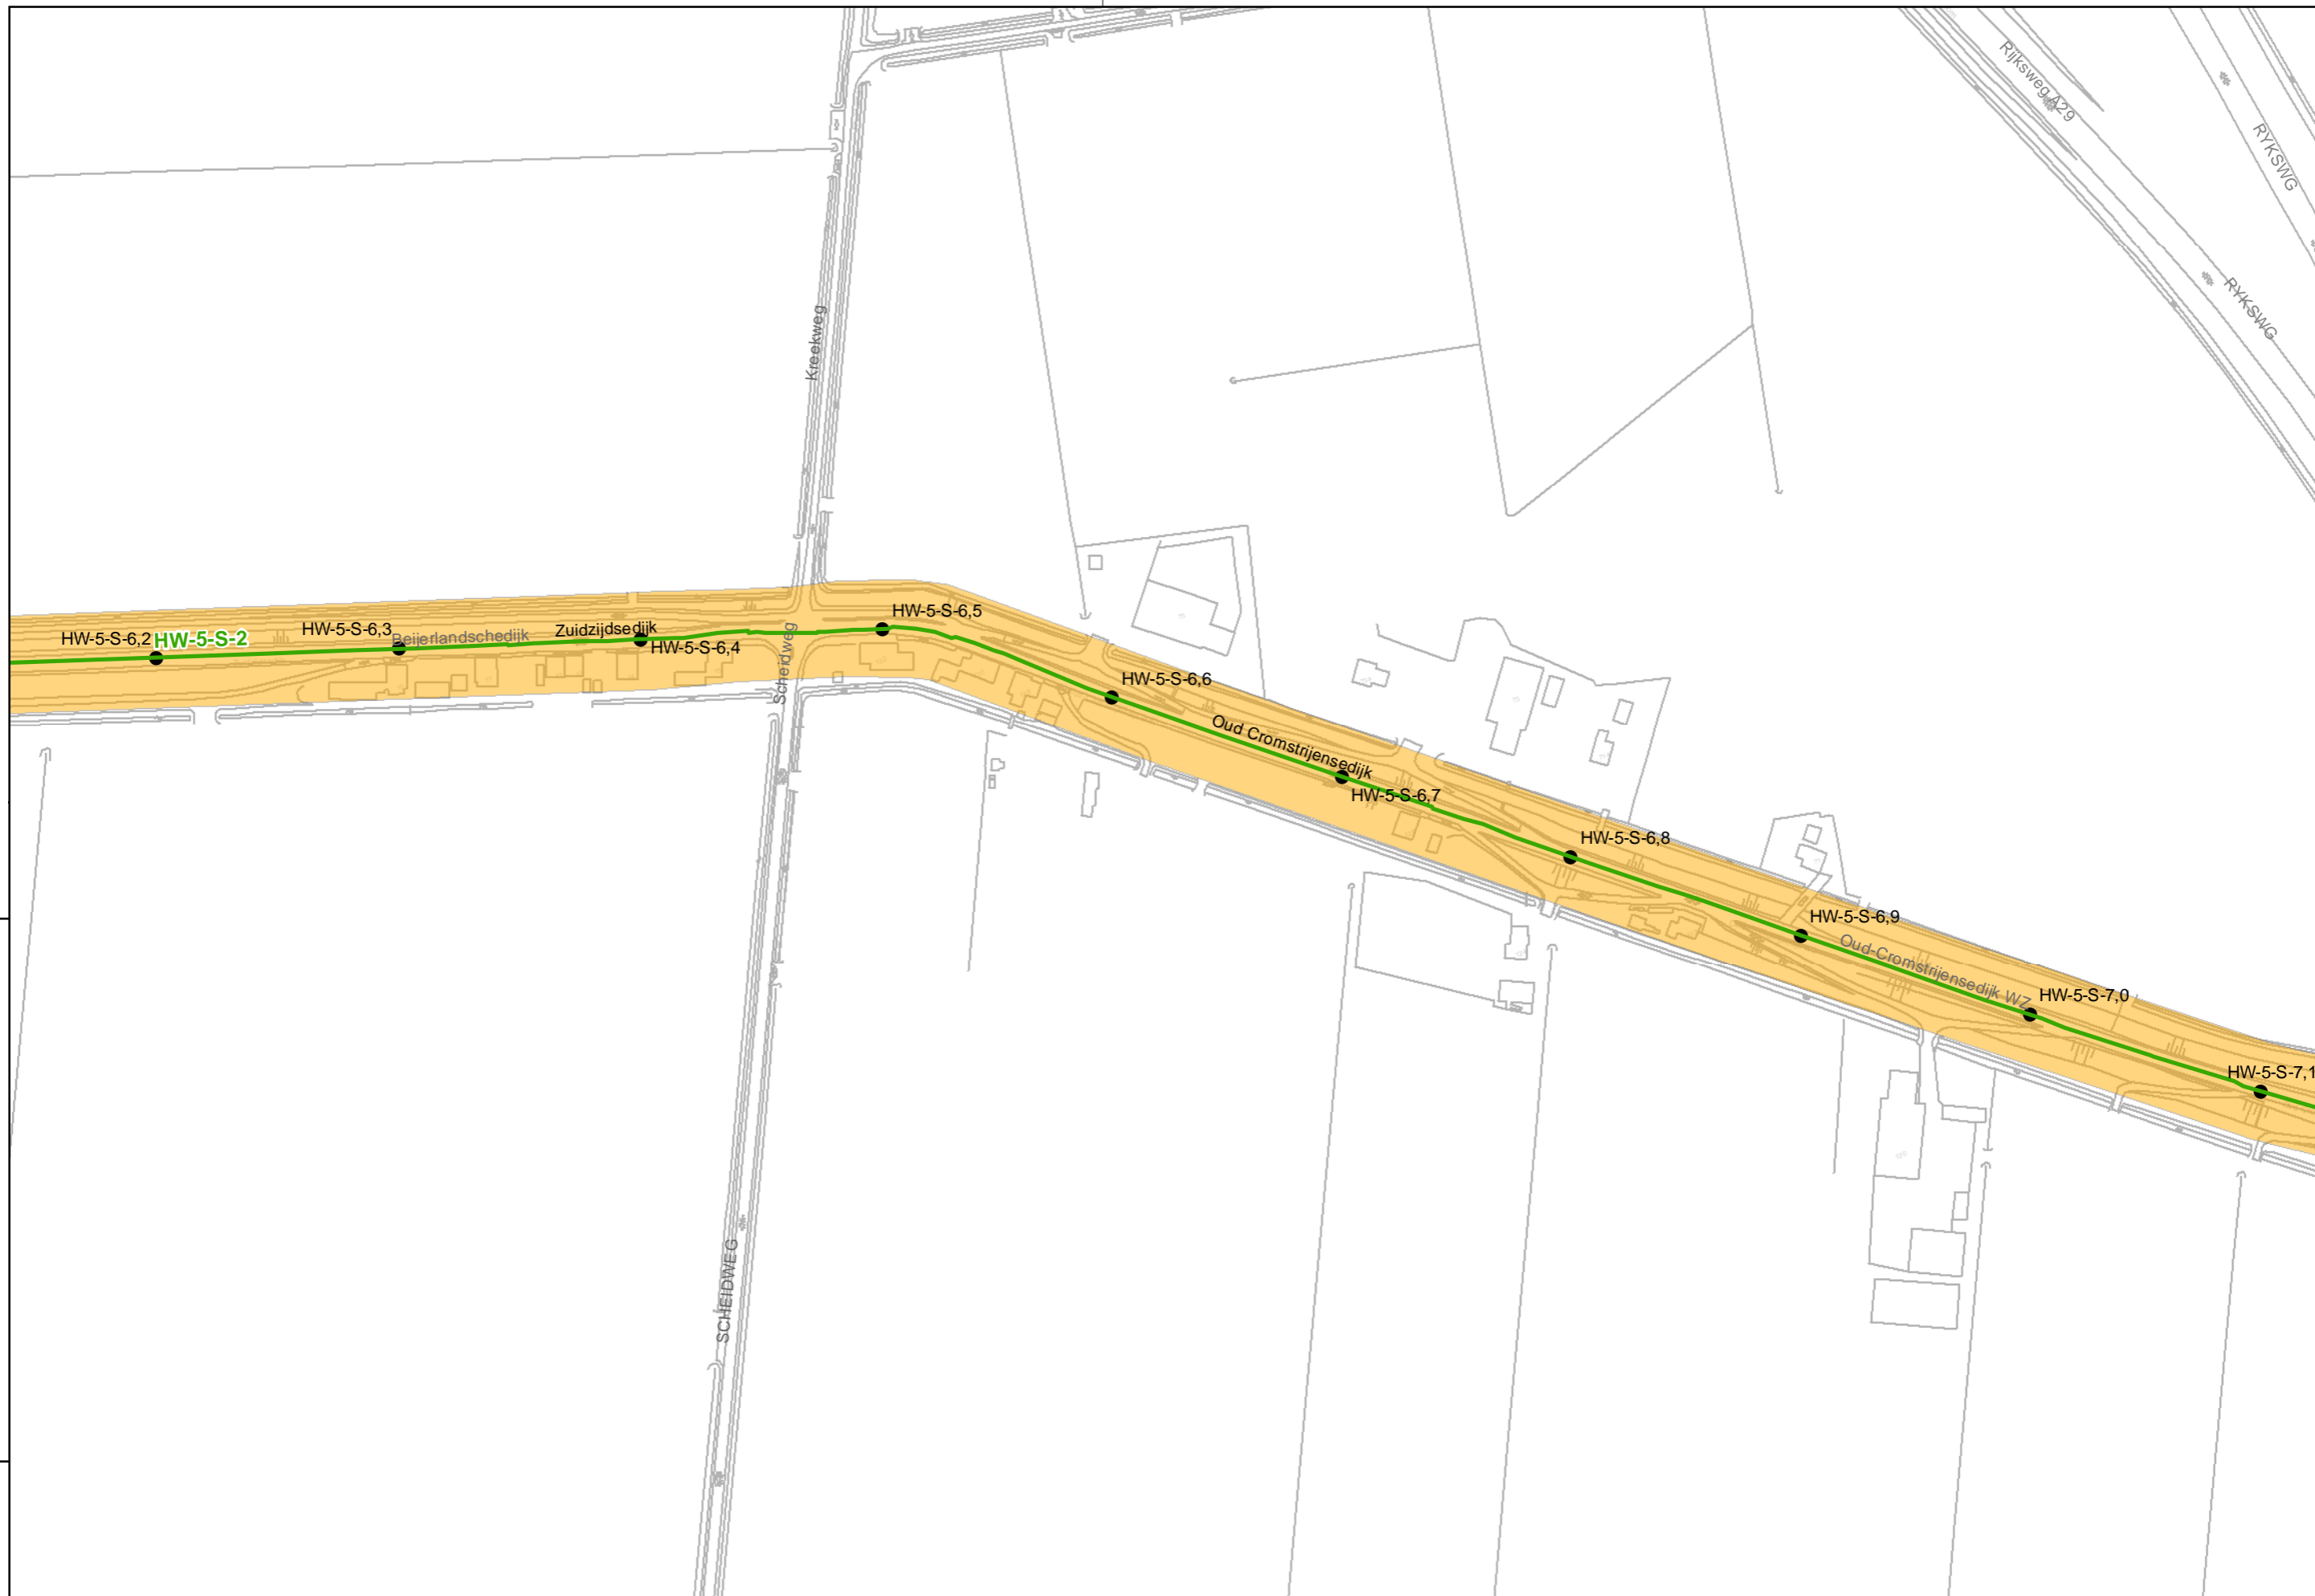 Rijksweg A29
RYKSWG
RYKSWG
Kreekweg
HW-5-S-6,5
HW-5-S-6,3
Zuidzijdsedijk
HW-5-S-6,2
HW-5-S-2
Beijerlandschedijk
HW-5-S-6,4
Scheidweg
HW-5-S-6,6
Oud Cromstrijensedijk
HW-5-S-6,7
HW-5-S-6,8
HW-5-S-6,9
Oud-Cromstrijensedijk WZ
HW-5-S-7,0
HW-5-S-7,1
SCHEIDWEG